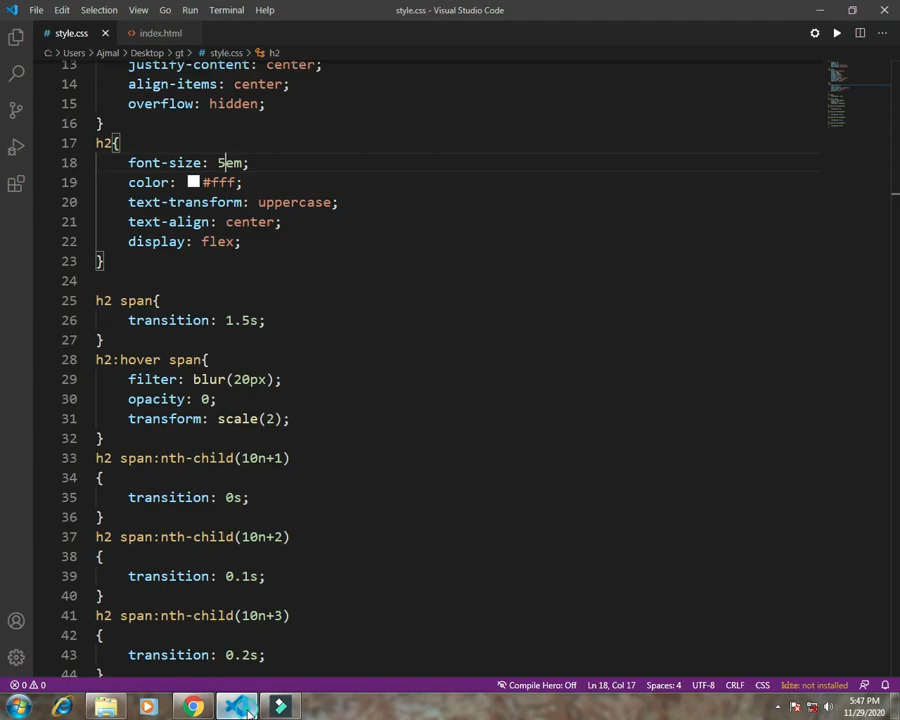 File Edit Selection View Go Run Terminal Help
style.css - Visual Studio Code
style.css index.html
C: > Users > Ajmal > Desktop > gt > style.css > h2
13 justify-content: center;
14 align-items: center;
15 overflow: hidden;
16 }
17 h2{
18 font-size: 5em;
19 color: #fff;
20 text-transform: uppercase;
21 text-align: center;
22 display: flex;
23 }
24
25 h2 span{
26 transition: 1.5s;
27 }
28 h2:hover span{
29 filter: blur(20px);
30 opacity: 0;
31 transform: scale(2);
32 }
33 h2 span:nth-child(10n+1)
34 {
35 transition: 0s;
36 }
37 h2 span:nth-child(10n+2)
38 {
39 transition: 0.1s;
40 }
41 h2 span:nth-child(10n+3)
42 {
43 transition: 0.2s;
44 }
0 0 Compile Hero: Off Ln 18, Col 17 Spaces: 4 UTF-8 CRLF CSS kite: not installed
5:47 PM
11/29/2020